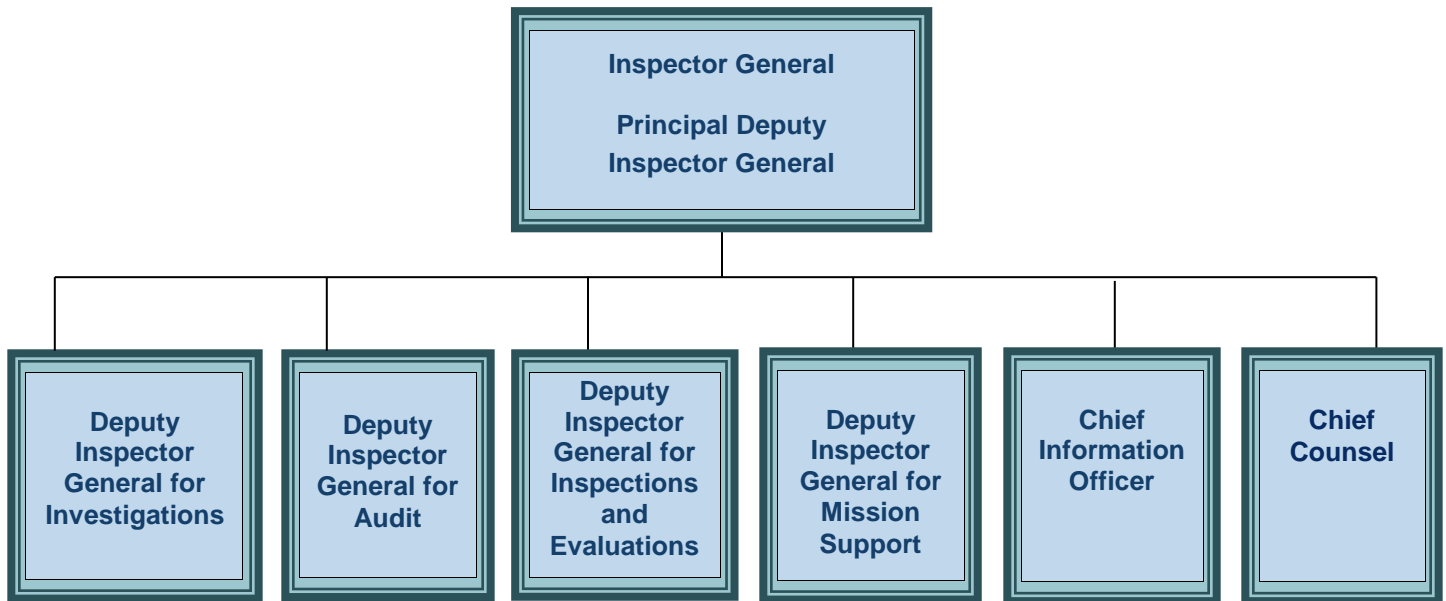 Inspector General
Principal Deputy
Inspector General
Deputy
Inspector
General for
Investigations
Deputy
Inspector
General for
Audit
Deputy
Inspector
General for
Inspections
and
Evaluations
Deputy
Inspector
General for
Mission
Support
Chief
Information
Officer
Chief
Counsel